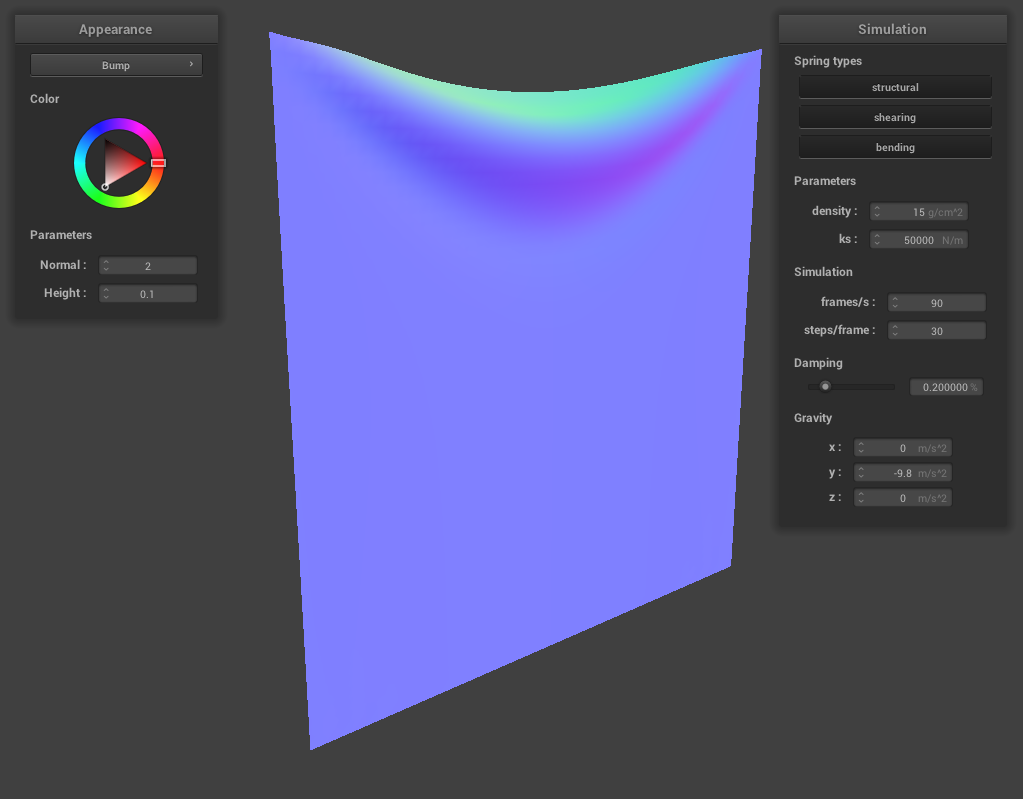 Appearance
Bump ›
Color
Parameters
Normal : 2
Height : 0.1
Simulation
Spring types
structural
shearing
bending
Parameters
density : 15 g/cm^2
ks : 50000 N/m
Simulation
frames/s : 90
steps/frame : 30
Damping
0.200000 %
Gravity
x : 0 m/s^2
y : -9.8 m/s^2
z : 0 m/s^2